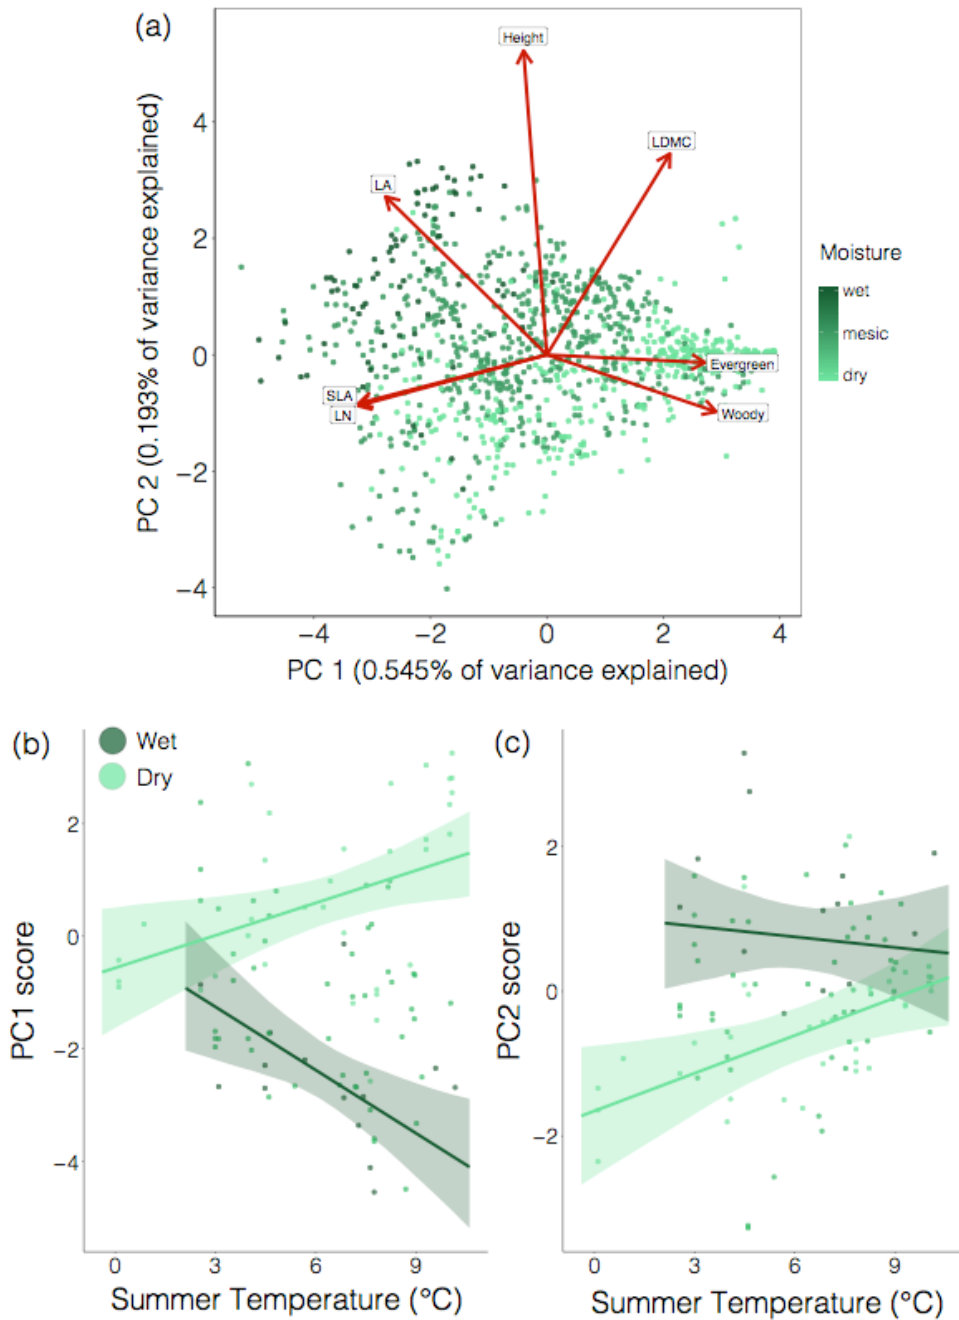 (a)
Height
LDMC
LA
Evergreen
SLA
LN
Woody
4
2
0
−2
−4
PC 2 (0.193% of variance explained)
−4 −2 0 2 4
PC 1 (0.545% of variance explained)
Moisture
wet
mesic
dry
(b)
Wet
Dry
2
0
−2
−4
PC1 score
0 3 6 9
Summer Temperature (°C)
(c)
2
0
−2
PC2 score
0 3 6 9
Summer Temperature (°C)